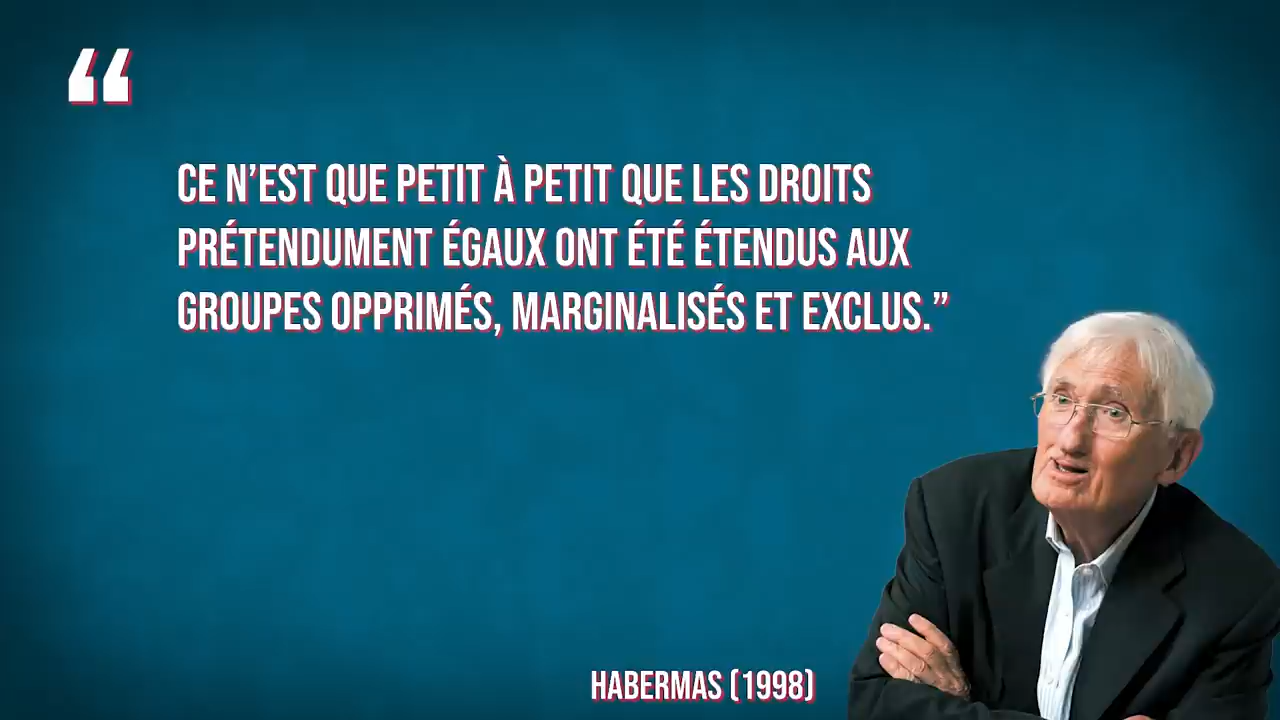 “
CE N’EST QUE PETIT À PETIT QUE LES DROITS
PRÉTENDUMENT ÉGAUX ONT ÉTÉ ÉTENDUS AUX
GROUPES OPPRIMÉS, MARGINALISÉS ET EXCLUS.”
HABERMAS (1998)